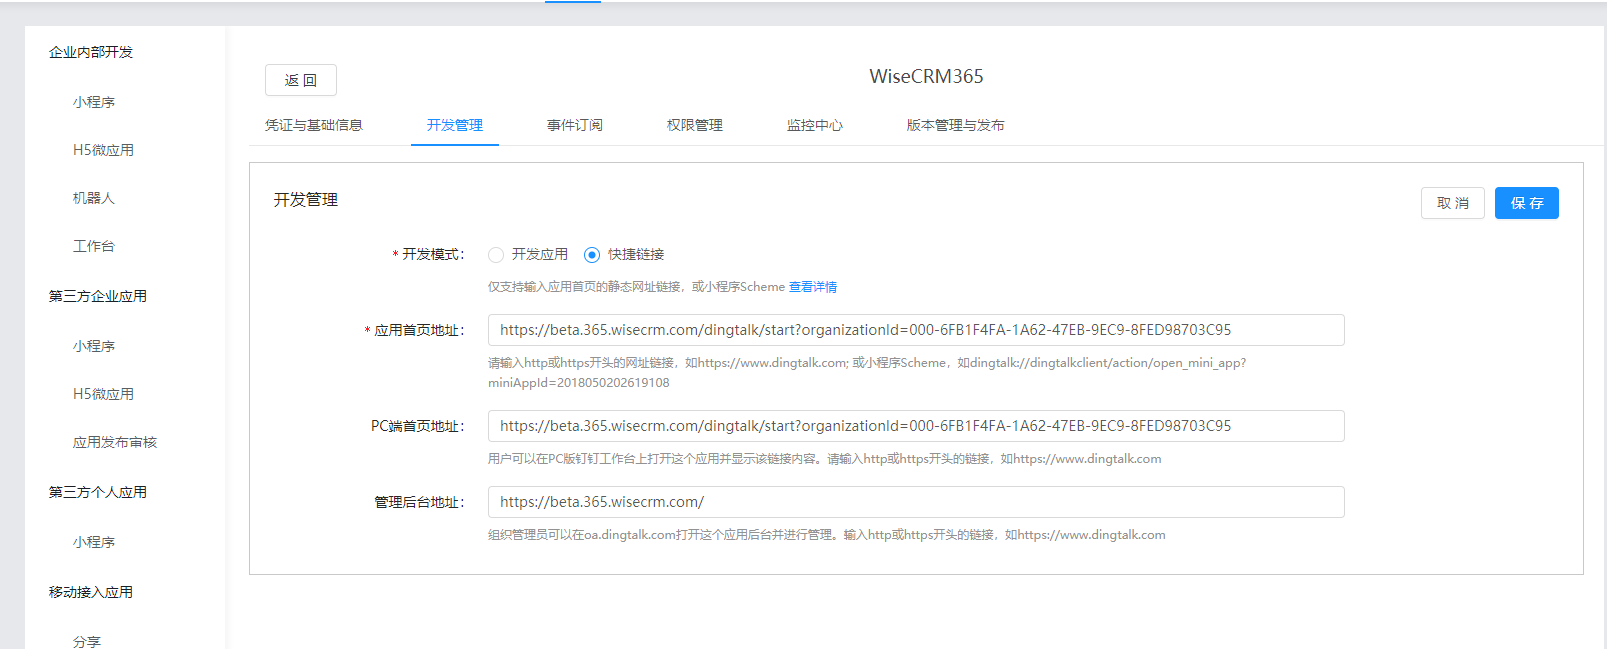 企业内部开发
小程序
H5微应用
机器人
工作台
第三方企业应用
小程序
H5微应用
应用发布审核
第三方个人应用
小程序
移动接入应用
分享
返 回
WiseCRM365
凭证与基础信息
开发管理
事件订阅
权限管理
监控中心
版本管理与发布
开发管理
取 消
保 存
* 开发模式:
开发应用
快捷链接
仅支持输入应用首页的静态网址链接，或小程序Scheme 查看详情
* 应用首页地址:
https://beta.365.wisecrm.com/dingtalk/start?organizationId=000-6FB1F4FA-1A62-47EB-9EC9-8FED98703C95
请输入http或https开头的网址链接，如https://www.dingtalk.com; 或小程序Scheme，如dingtalk://dingtalkclient/action/open_mini_app?
miniAppId=2018050202619108
PC端首页地址:
https://beta.365.wisecrm.com/dingtalk/start?organizationId=000-6FB1F4FA-1A62-47EB-9EC9-8FED98703C95
用户可以在PC版钉钉工作台上打开这个应用并显示该链接内容。请输入http或https开头的链接，如https://www.dingtalk.com
管理后台地址:
https://beta.365.wisecrm.com/
组织管理员可以在oa.dingtalk.com打开这个应用后台并进行管理。输入http或https开头的链接，如https://www.dingtalk.com